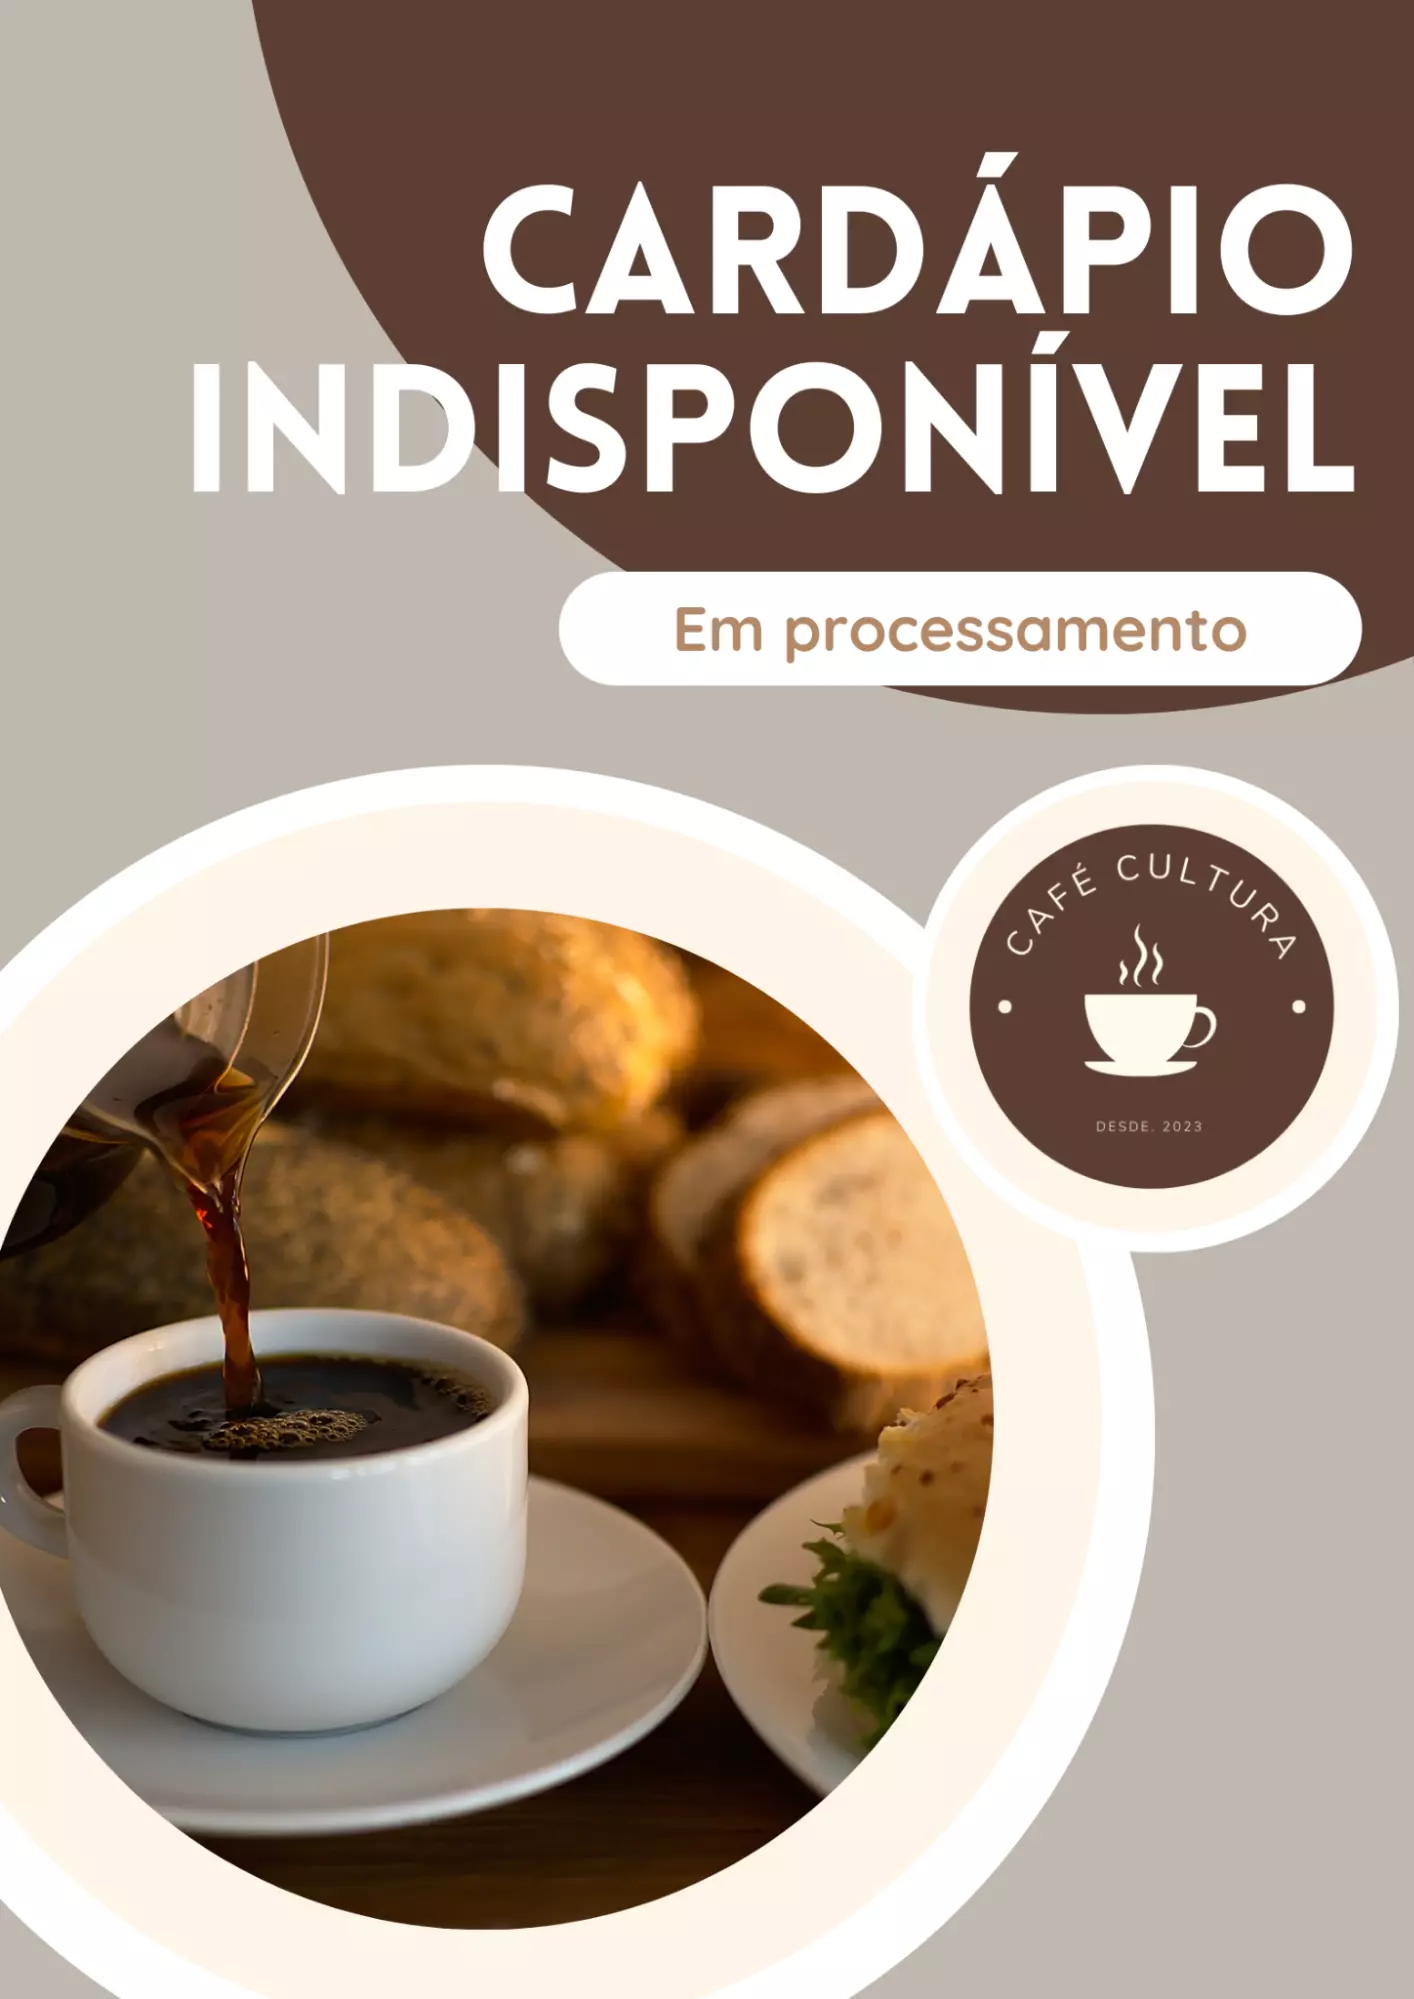 CARDÁPIO
INDISPONÍVEL
Em processamento
CAFÉ CULTURA
DESDE. 2023